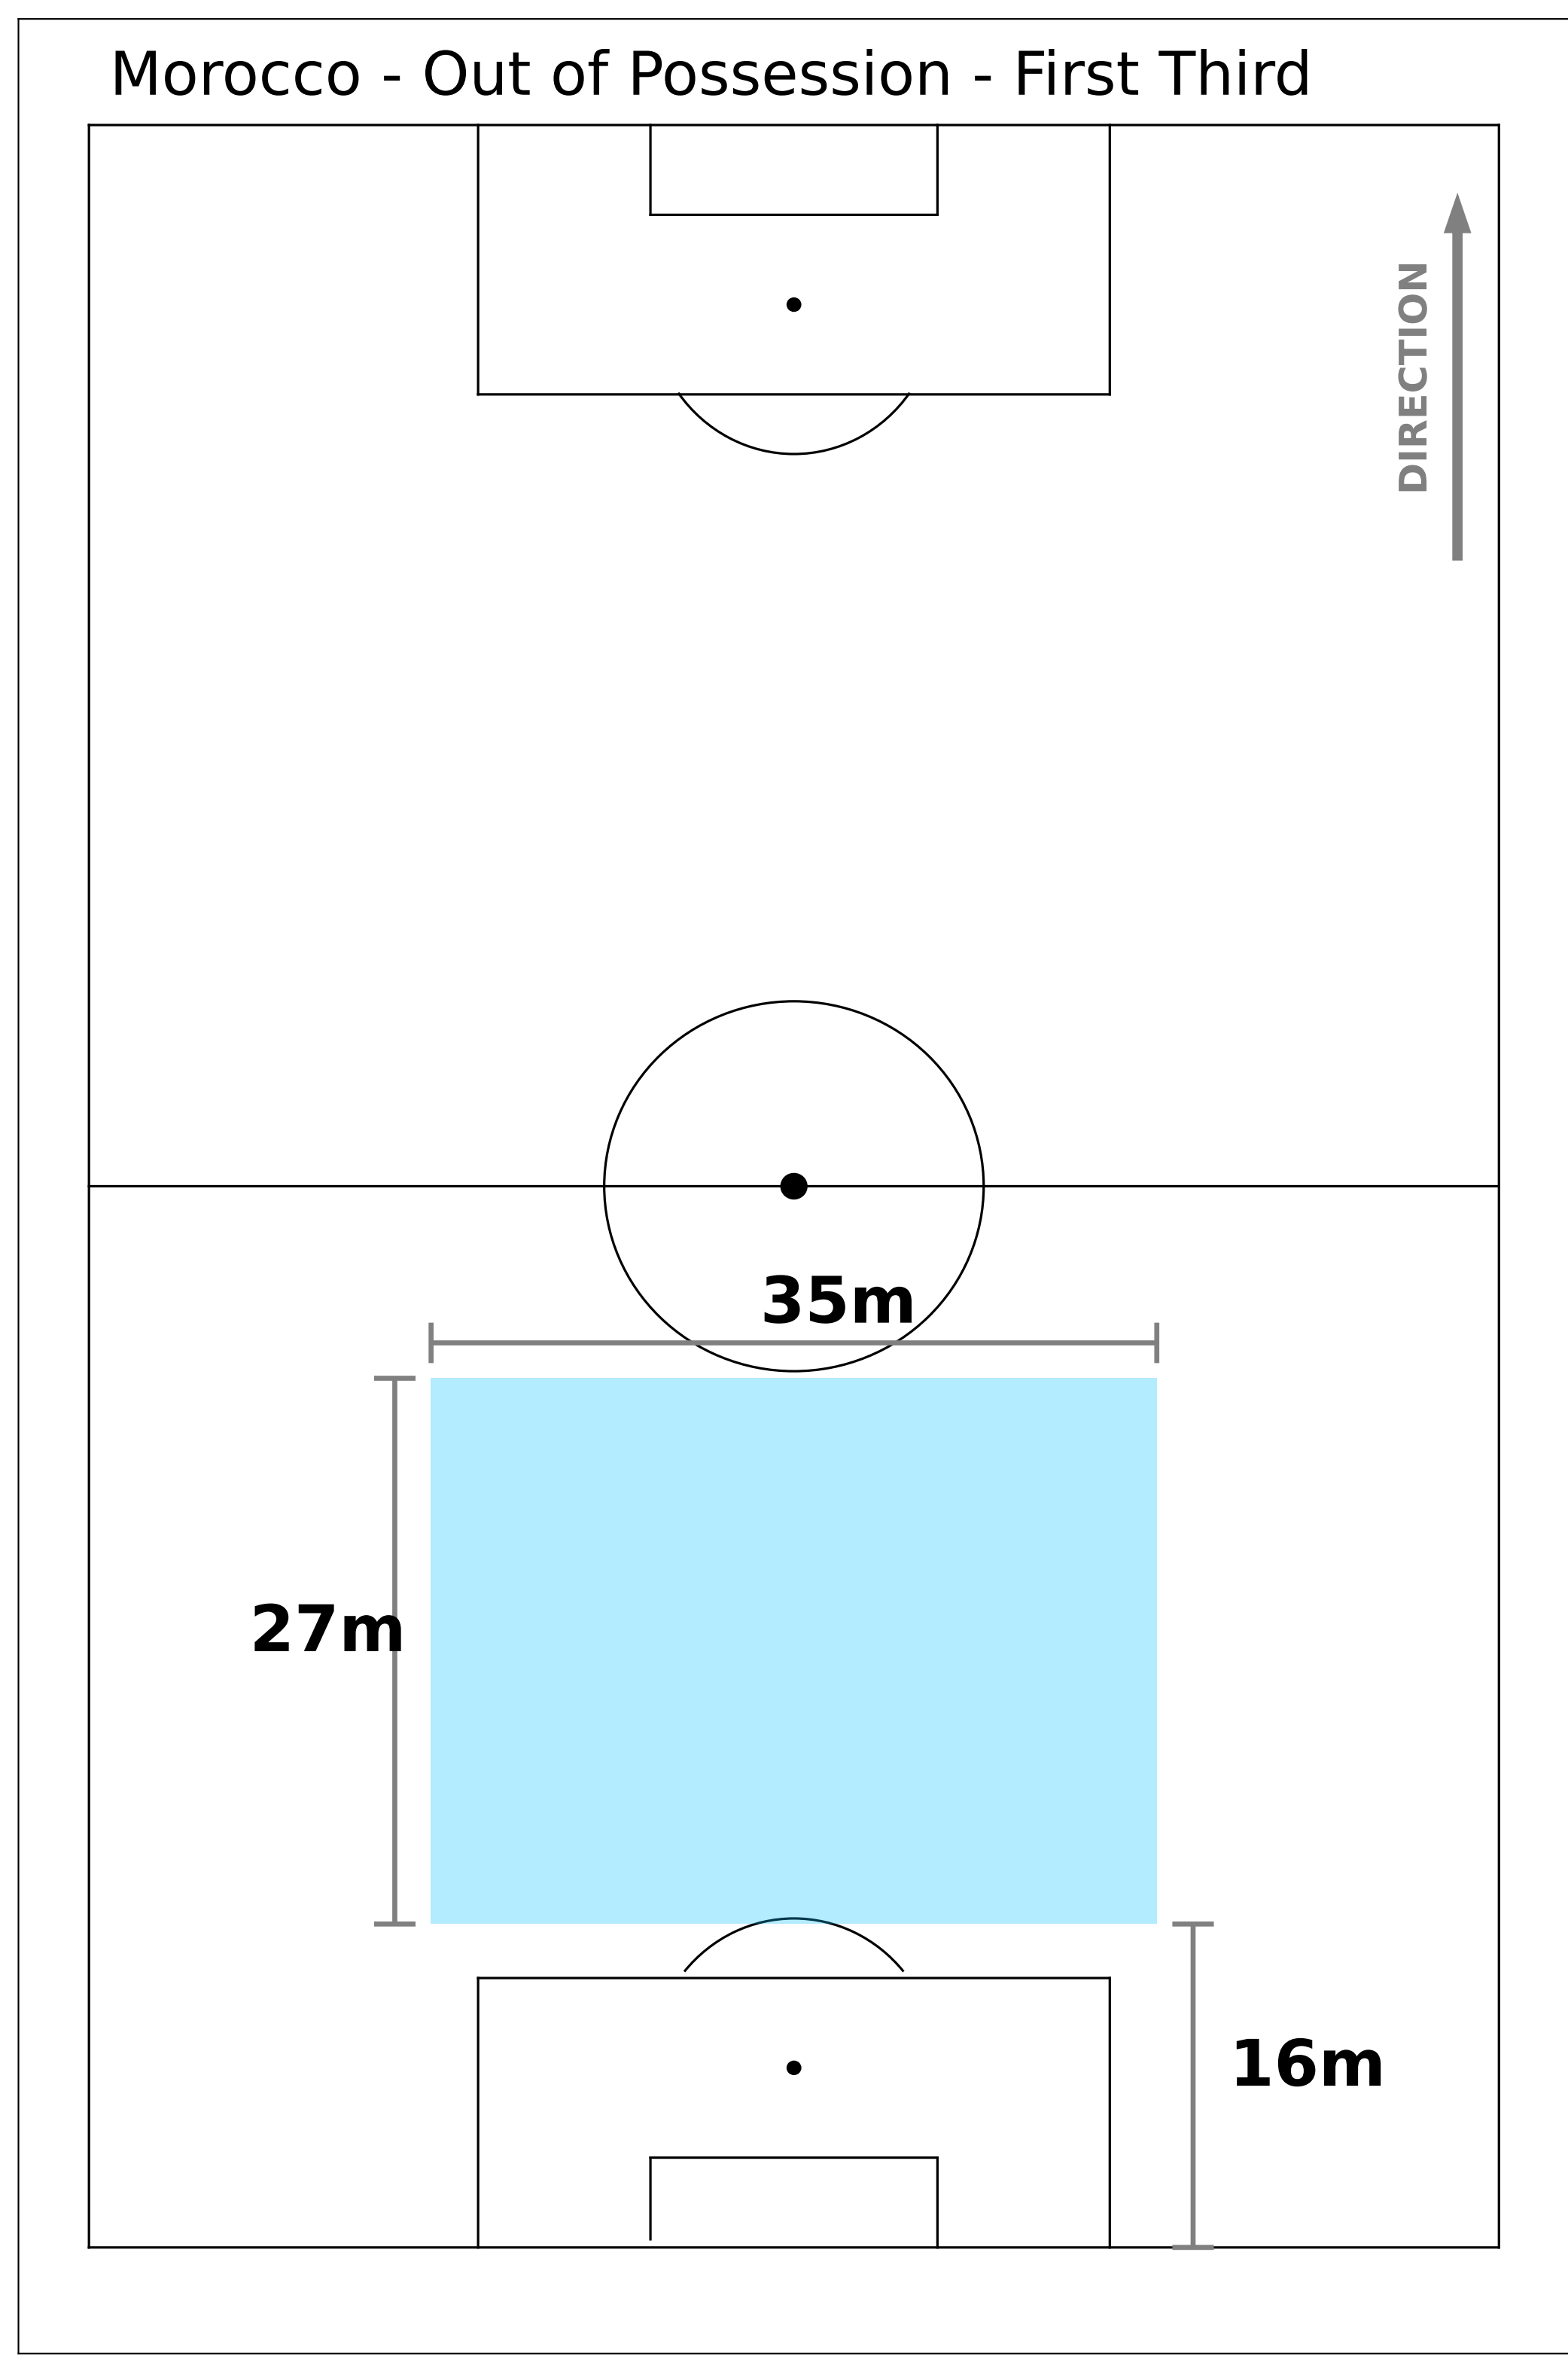 Morocco - Out of Possession - First Third
DIRECTION
35m
27m
16m